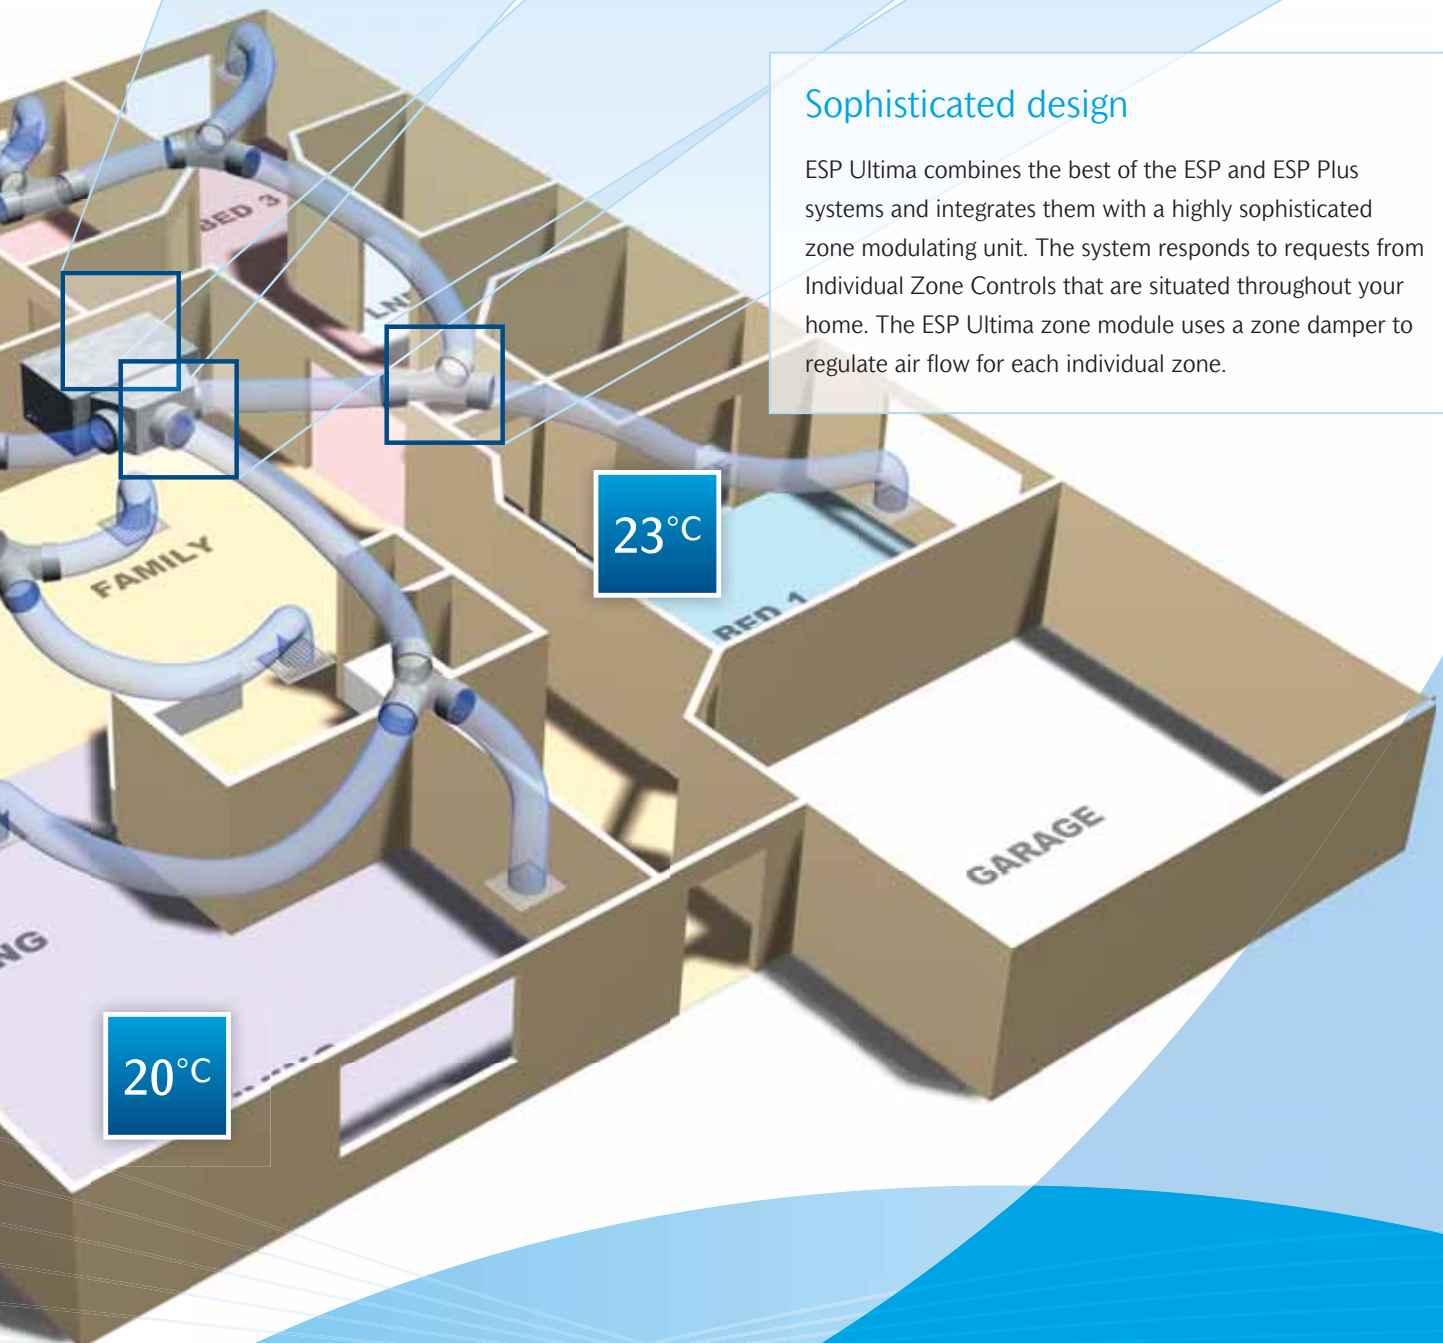 Sophisticated design
ESP Ultima combines the best of the ESP and ESP Plus
systems and integrates them with a highly sophisticated
zone modulating unit. The system responds to requests from
Individual Zone Controls that are situated throughout your
home. The ESP Ultima zone module uses a zone damper to
regulate air flow for each individual zone.
BED 3
23°C
FAMILY
BED 1
GARAGE
NG
20°C